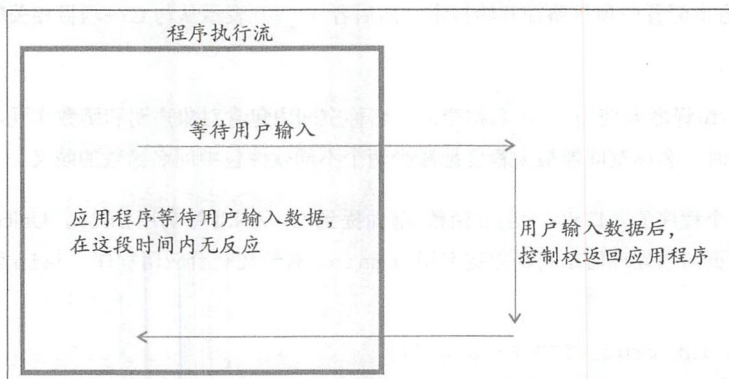 程序执行流
等待用户输入
应用程序等待用户输入数据,
在这段时间内无反应
用户输入数据后,
控制权返回应用程序